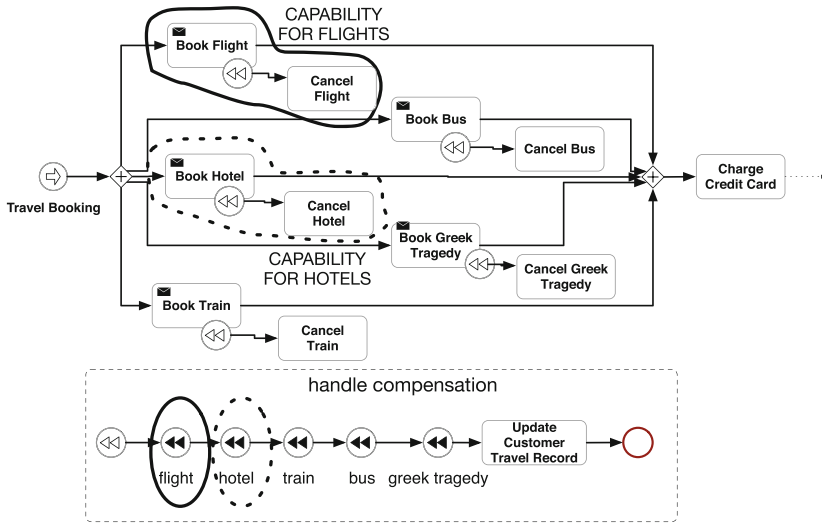 CAPABILITY
FOR FLIGHTS
Book Flight
Cancel
Flight
Book Bus
Cancel Bus
Book Hotel
Cancel
Hotel
Travel Booking
Charge
Credit Card
CAPABILITY
FOR HOTELS
Book Greek
Tragedy
Cancel Greek
Tragedy
Book Train
Cancel
Train
handle compensation
Update
Customer
Travel Record
flight
hotel
train
bus
greek tragedy